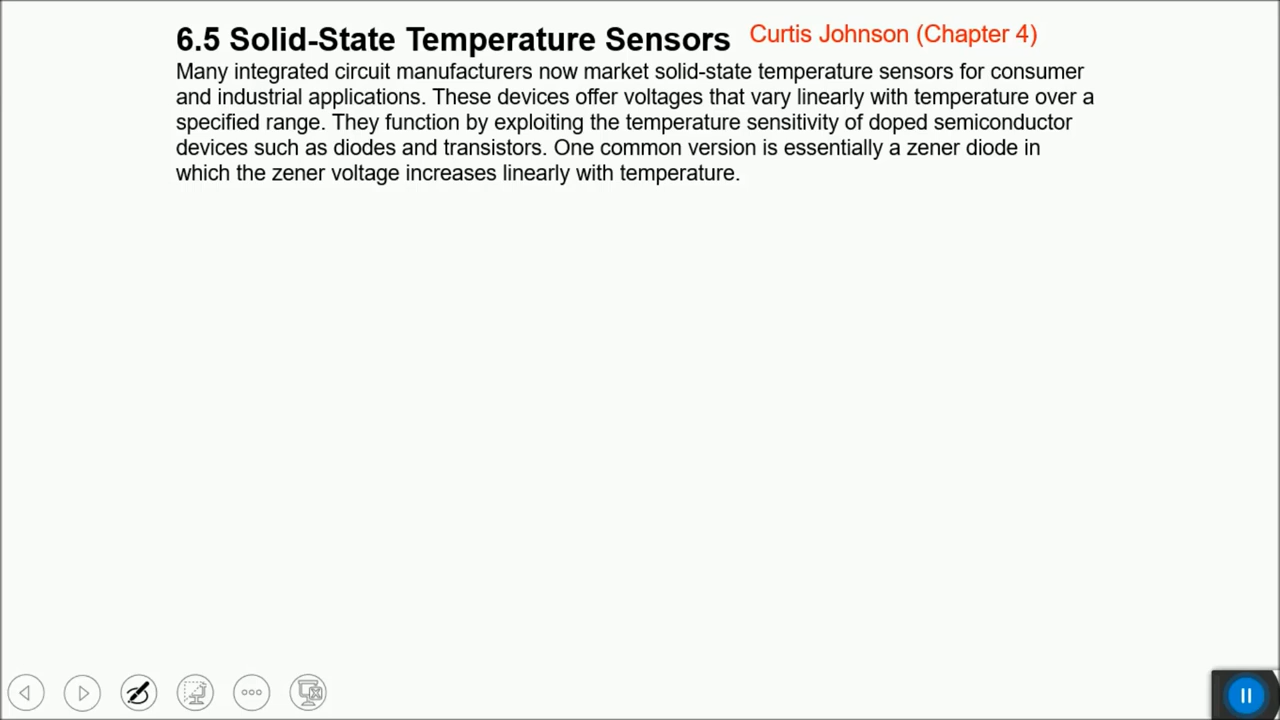 6.5 Solid-State Temperature Sensors Curtis Johnson (Chapter 4)
Many integrated circuit manufacturers now market solid-state temperature sensors for consumer
and industrial applications. These devices offer voltages that vary linearly with temperature over a
specified range. They function by exploiting the temperature sensitivity of doped semiconductor
devices such as diodes and transistors. One common version is essentially a zener diode in
which the zener voltage increases linearly with temperature.